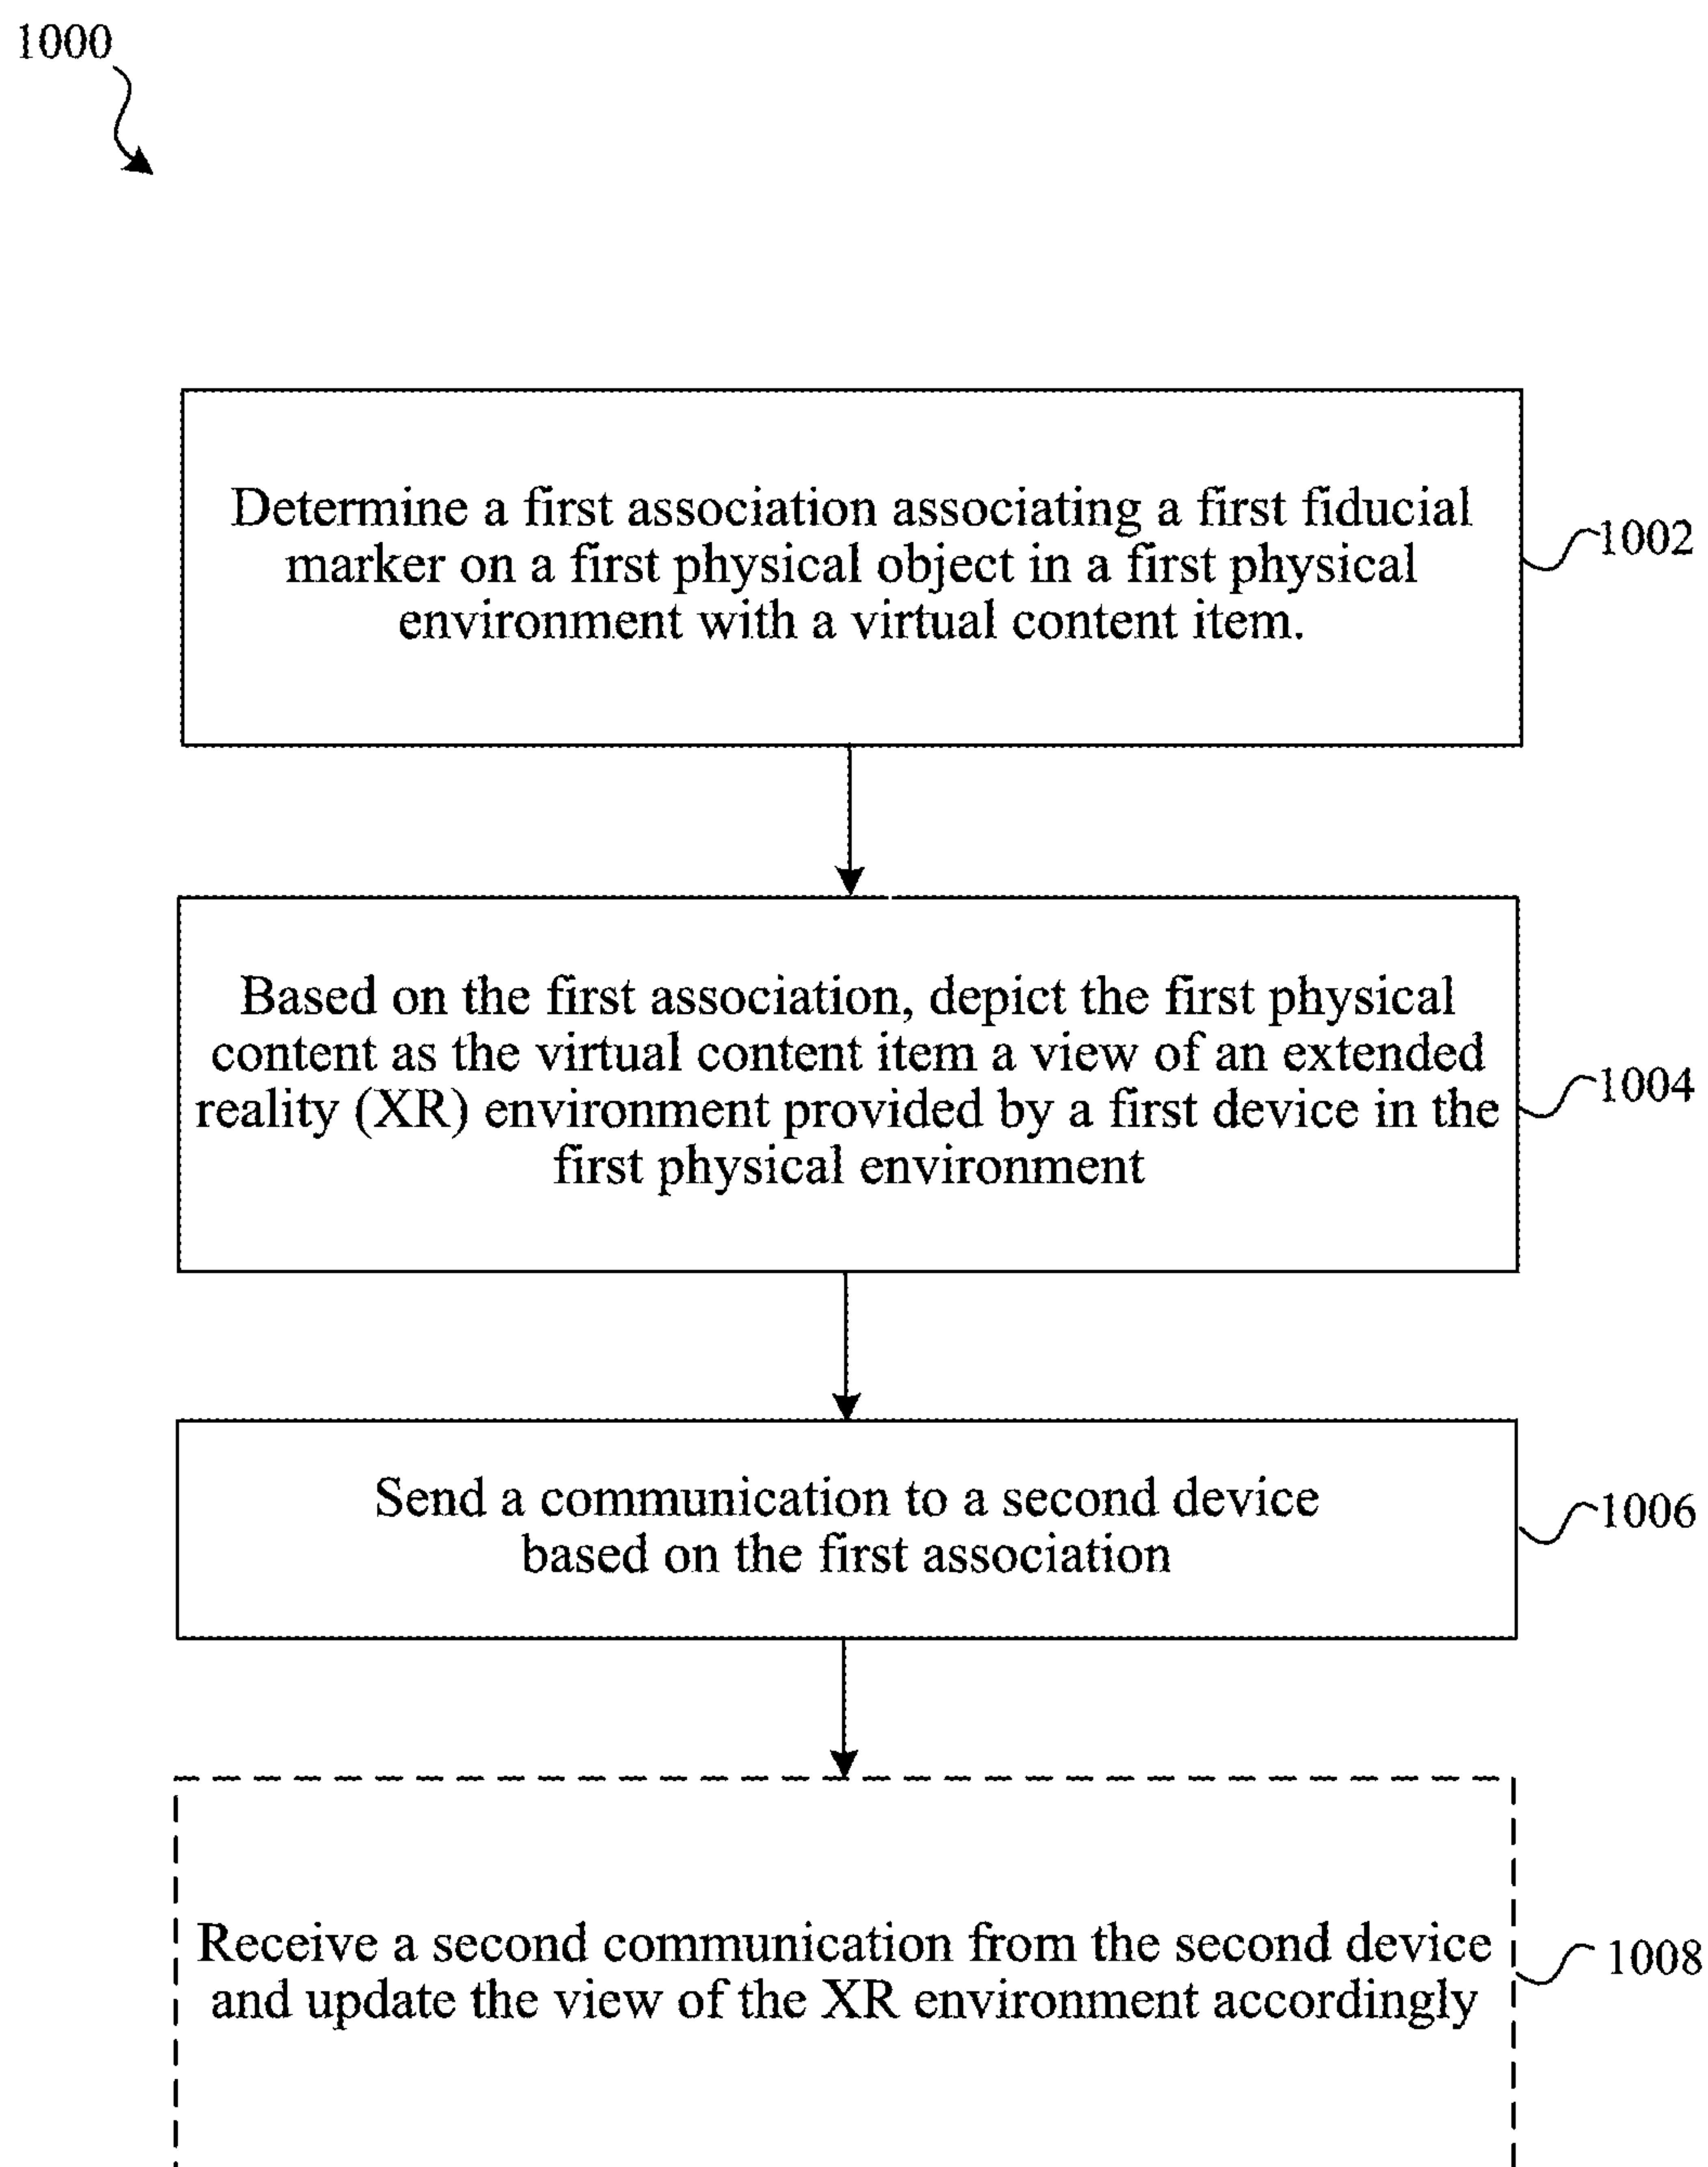 1000
Determine a first association associating a first fiducial
marker on a first physical object in a first physical
environment with a virtual content item.
1002
Based on the first association, depict the first physical
content as the virtual content item a view of an extended
reality (XR) environment provided by a first device in the
first physical environment
1004
Send a communication to a second device
based on the first association
1006
Receive a second communication from the second device
and update the view of the XR environment accordingly
1008